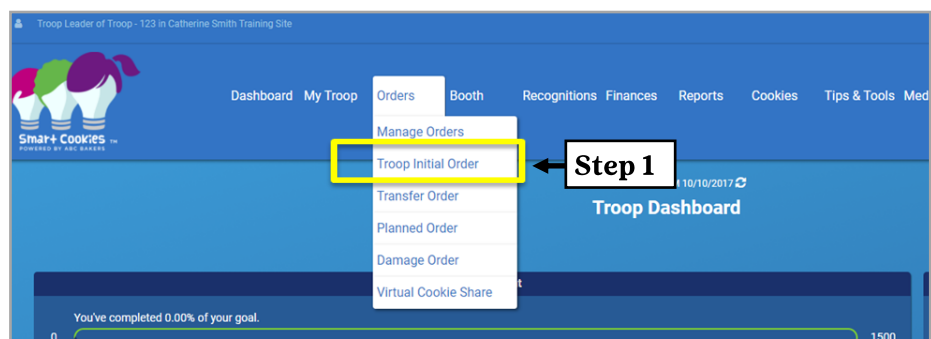 Troop Leader of Troop - 123 in Catherine Smith Training Site
Dashboard My Troop Orders Booth Recognitions Finances Reports Cookies Tips & Tools Med
Smart Cookies TM
POWERED BY ABC BAKERS
Manage Orders
Troop Initial Order
Step 1
10/10/2017
Transfer Order
Troop Dashboard
Planned Order
Damage Order
Virtual Cookie Share
You've completed 0.00% of your goal.
0
1500